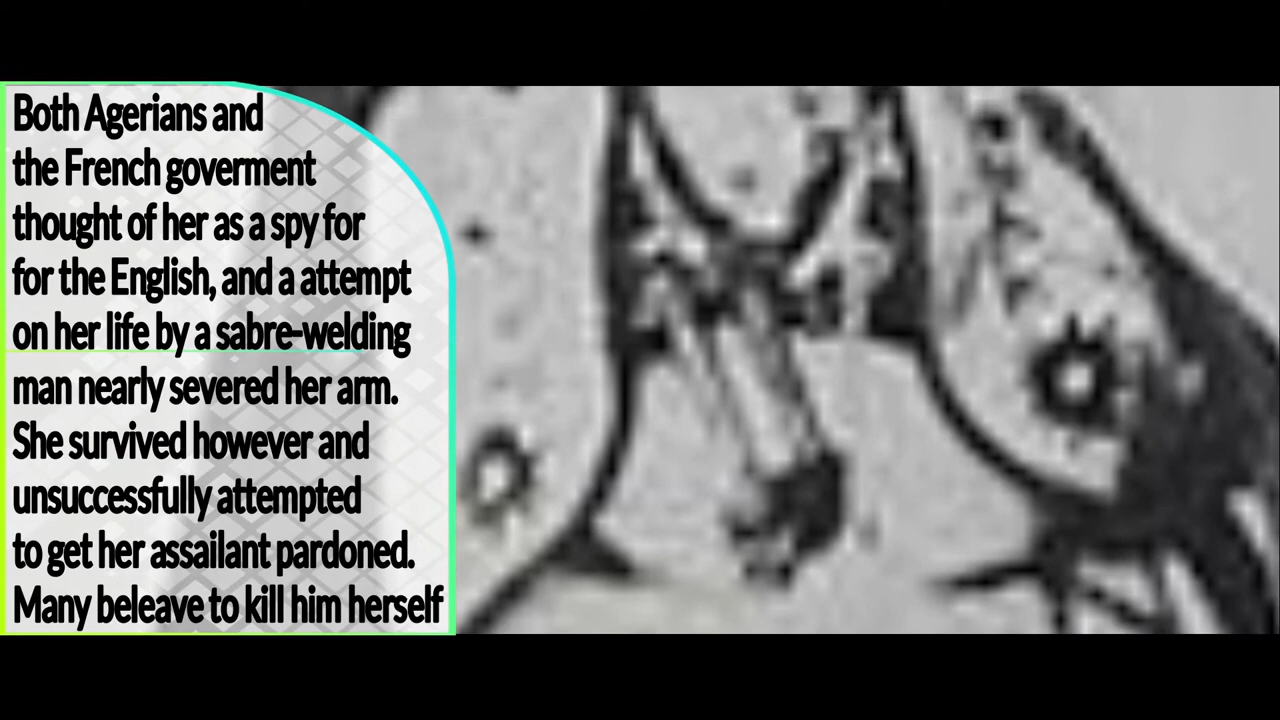 Both Agerians and
the French goverment
thought of her as a spy for
for the English, and a attempt
on her life by a sabre-welding
man nearly severed her arm.
She survived however and
unsuccessfully attempted
to get her assailant pardoned.
Many beleave to kill him herself